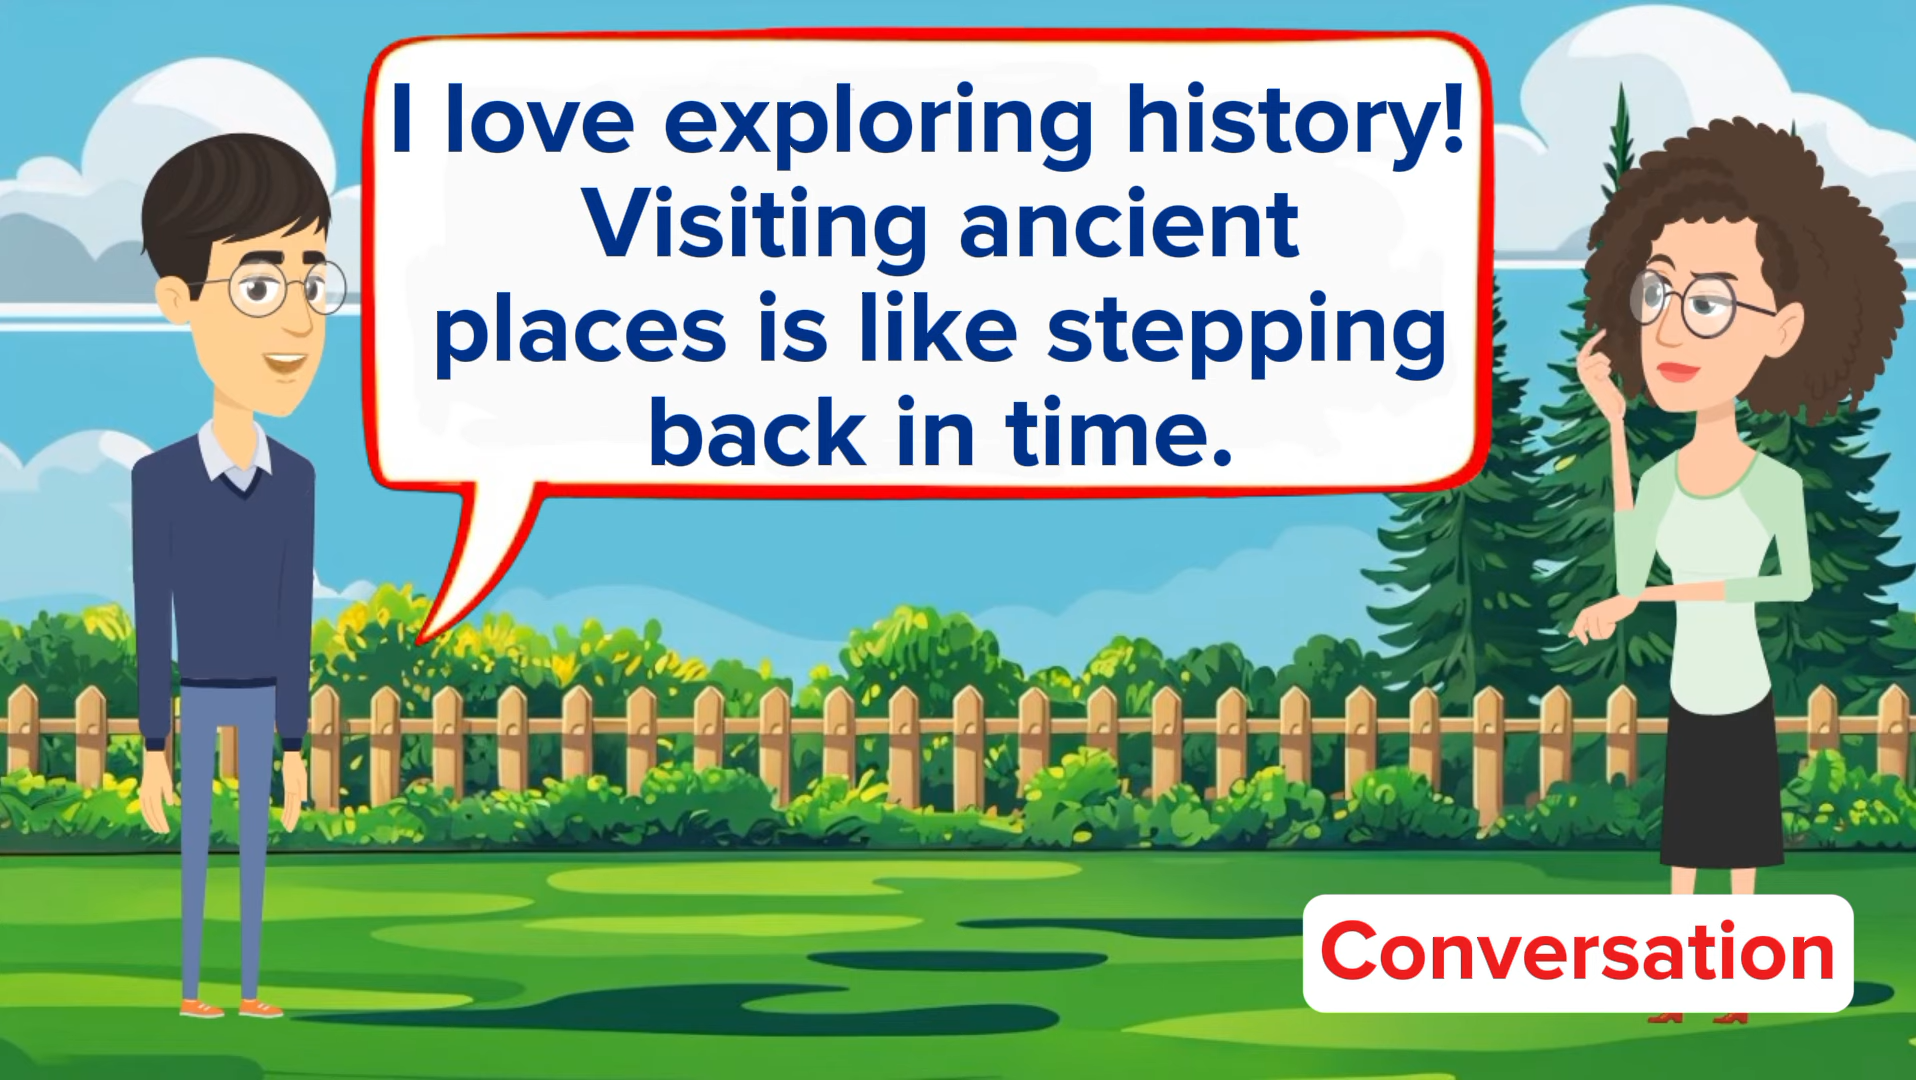 I love exploring history!
Visiting ancient
places is like stepping
back in time.
Conversation